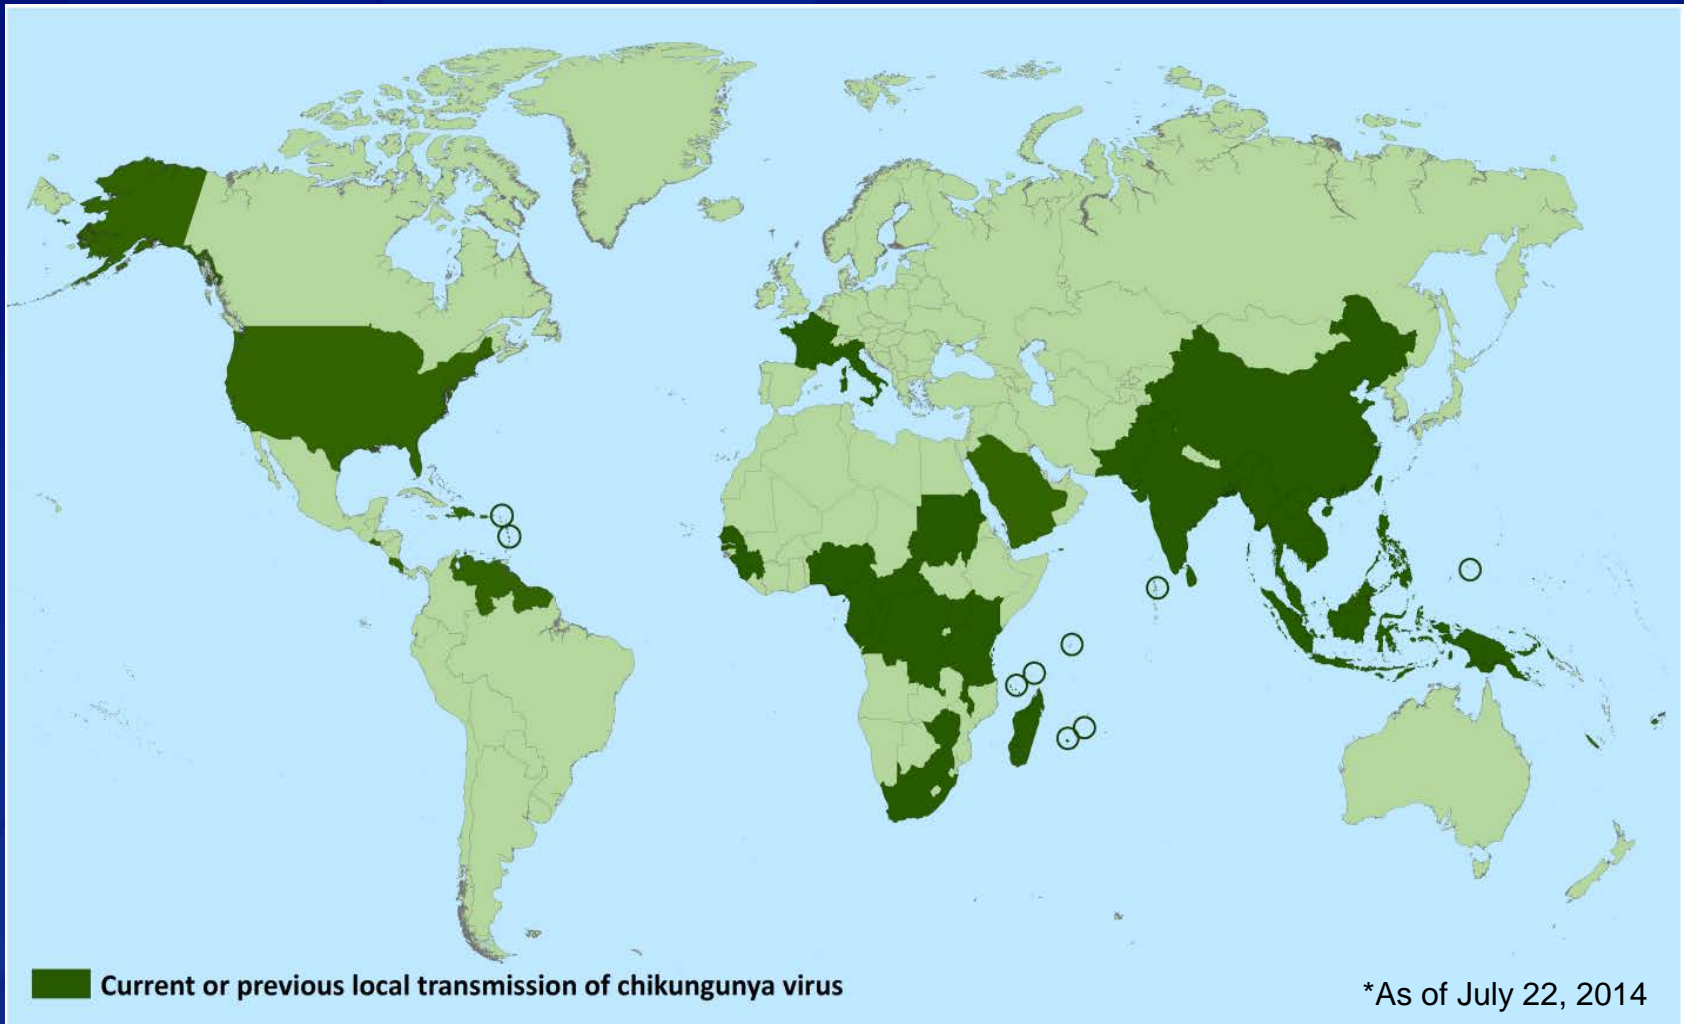 Current or previous local transmission of chikungunya virus
*As of July 22, 2014